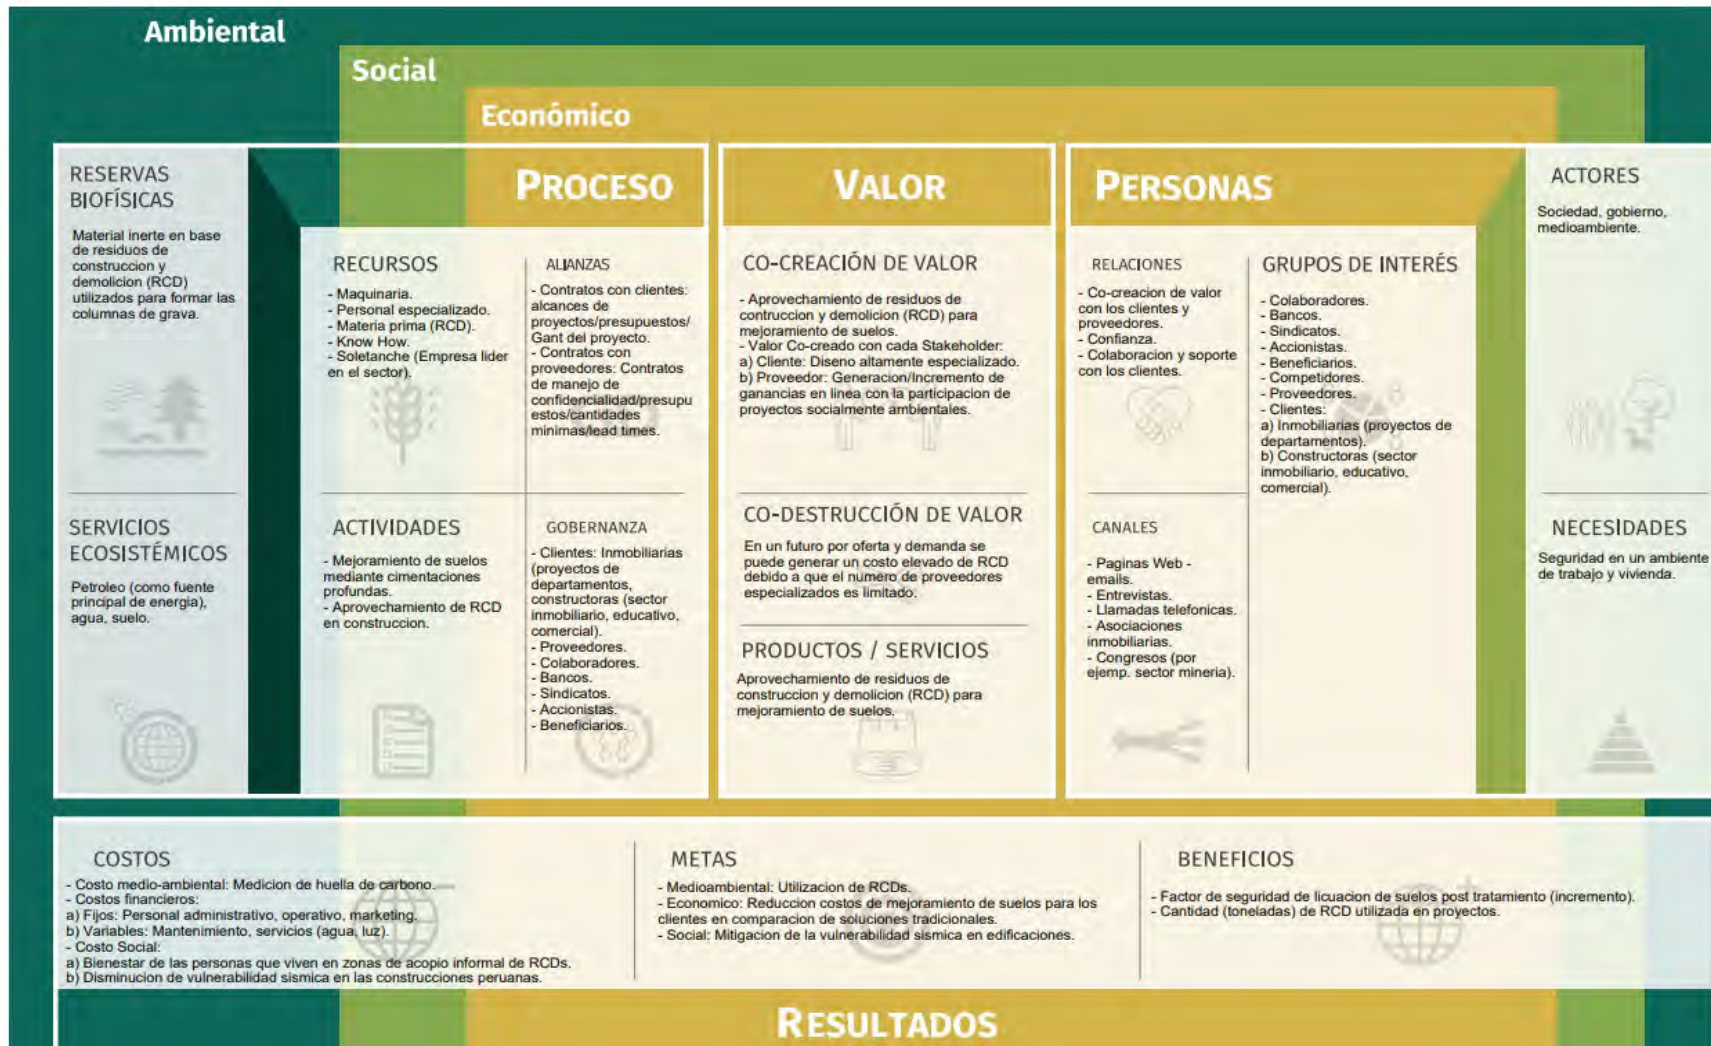 Ambiental
Social
Económico
RESERVAS
BIOFÍSICAS
Material inerte en base
de residuos de
construccion y
demolicion (RCD)
utilizados para formar las
columnas de grava.
SERVICIOS
ECOSISTÉMICOS
Petroleo (como fuente
principal de energia),
agua, suelo.
PROCESO
RECURSOS
- Maquinaria.
- Personal especializado.
- Materia prima (RCD).
- Know How.
- Soletanche (Empresa lider
en el sector).
ALIANZAS
- Contratos con clientes:
alcances de
proyectos/presupuestos/
Gant del proyecto.
- Contratos con
proveedores: Contratos
de manejo de
confidencialidad/presupu
estos/cantidades
minimas/lead times.
ACTIVIDADES
- Mejoramiento de suelos
mediante cimentaciones
profundas.
- Aprovechamiento de RCD
en construccion.
GOBERNANZA
- Clientes: Inmobiliarias
(proyectos de
departamentos,
constructoras (sector
inmobiliario, educativo,
comercial).
- Proveedores.
- Colaboradores.
- Bancos.
- Sindicatos.
- Accionistas.
- Beneficiarios.
VALOR
CO-CREACIÓN DE VALOR
- Aprovechamiento de residuos de
contruccion y demolicion (RCD) para
mejoramiento de suelos.
- Valor Co-creado con cada Stakeholder:
a) Cliente: Diseno altamente especializado.
b) Proveedor: Generacion/Incremento de
ganancias en linea con la participacion de
proyectos socialmente ambientales.
CO-DESTRUCCIÓN DE VALOR
En un futuro por oferta y demanda se
puede generar un costo elevado de RCD
debido a que el numero de proveedores
especializados es limitado.
PRODUCTOS / SERVICIOS
Aprovechamiento de residuos de
construccion y demolicion (RCD) para
mejoramiento de suelos.
PERSONAS
RELACIONES
- Co-creacion de valor
con los clientes y
proveedores.
- Confianza.
- Colaboracion y soporte
con los clientes.
GRUPOS DE INTERÉS
- Colaboradores.
- Bancos.
- Sindicatos.
- Accionistas.
- Beneficiarios.
- Competidores.
- Proveedores.
- Clientes:
a) Inmobiliarias (proyectos de
departamentos).
b) Constructoras (sector
inmobiliario, educativo,
comercial).
CANALES
- Paginas Web -
emails.
- Entrevistas.
- Llamadas telefonicas.
- Asociaciones
inmobiliarias.
- Congresos (por
ejemp. sector mineria).
ACTORES
Sociedad, gobierno,
medioambiente.
NECESIDADES
Seguridad en un ambiente
de trabajo y vivienda.
COSTOS
- Costo medio-ambiental: Medicion de huella de carbono.
- Costos financieros:
a) Fijos: Personal administrativo, operativo, marketing.
b) Variables: Mantenimiento, servicios (agua, luz).
- Costo Social:
a) Bienestar de las personas que viven en zonas de acopio informal de RCDs.
b) Disminucion de vulnerabilidad sismica en las construcciones peruanas.
METAS
- Medioambiental: Utilizacion de RCDs.
- Economico: Reduccion costos de mejoramiento de suelos para los
clientes en comparacion de soluciones tradicionales.
- Social: Mitigacion de la vulnerabilidad sismica en edificaciones.
BENEFICIOS
- Factor de seguridad de licuacion de suelos post tratamiento (incremento).
- Cantidad (toneladas) de RCD utilizada en proyectos.
RESULTADOS